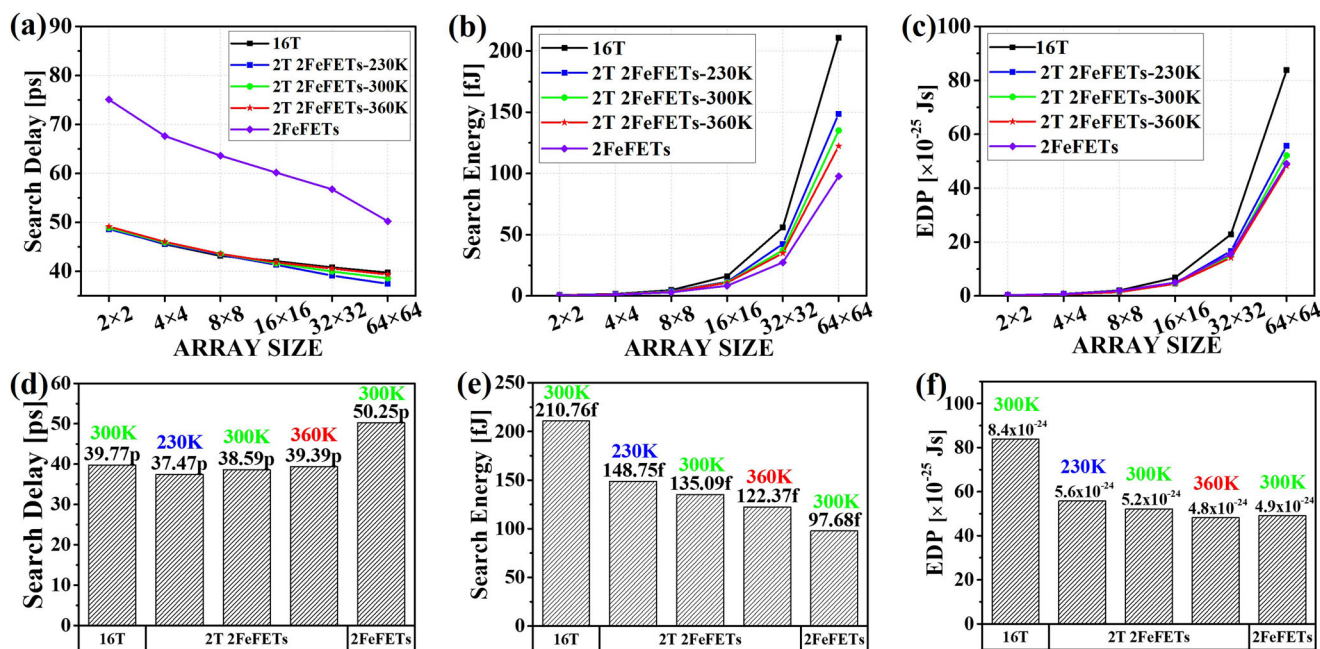 (a)
Search Delay [ps]
90
80
70
60
50
40
16T
2T 2FeFETs-230K
2T 2FeFETs-300K
2T 2FeFETs-360K
2FeFETs
2×2
4×4
8×8
16×16
32×32
64×64
ARRAY SIZE
(b)
Search Energy [fJ]
200
150
100
50
0
16T
2T 2FeFETs-230K
2T 2FeFETs-300K
2T 2FeFETs-360K
2FeFETs
2×2
4×4
8×8
16×16
32×32
64×64
ARRAY SIZE
(c)
EDP [×10⁻²⁵ Js]
100
80
60
40
20
0
16T
2T 2FeFETs-230K
2T 2FeFETs-300K
2T 2FeFETs-360K
2FeFETs
2×2
4×4
8×8
16×16
32×32
64×64
ARRAY SIZE
(d)
Search Delay [ps]
60
50
40
30
20
10
0
300K
39.77p
230K
37.47p
300K
38.59p
360K
39.39p
300K
50.25p
16T
2T 2FeFETs
2FeFETs
(e)
Search Energy [fJ]
250
200
150
100
50
0
300K
210.76f
230K
148.75f
300K
135.09f
360K
122.37f
300K
97.68f
16T
2T 2FeFETs
2FeFETs
(f)
EDP [×10⁻²⁵ Js]
100
80
60
40
20
0
300K
8.4x10⁻²⁴
230K
5.6x10⁻²⁴
300K
5.2x10⁻²⁴
360K
4.8x10⁻²⁴
300K
4.9x10⁻²⁴
16T
2T 2FeFETs
2FeFETs